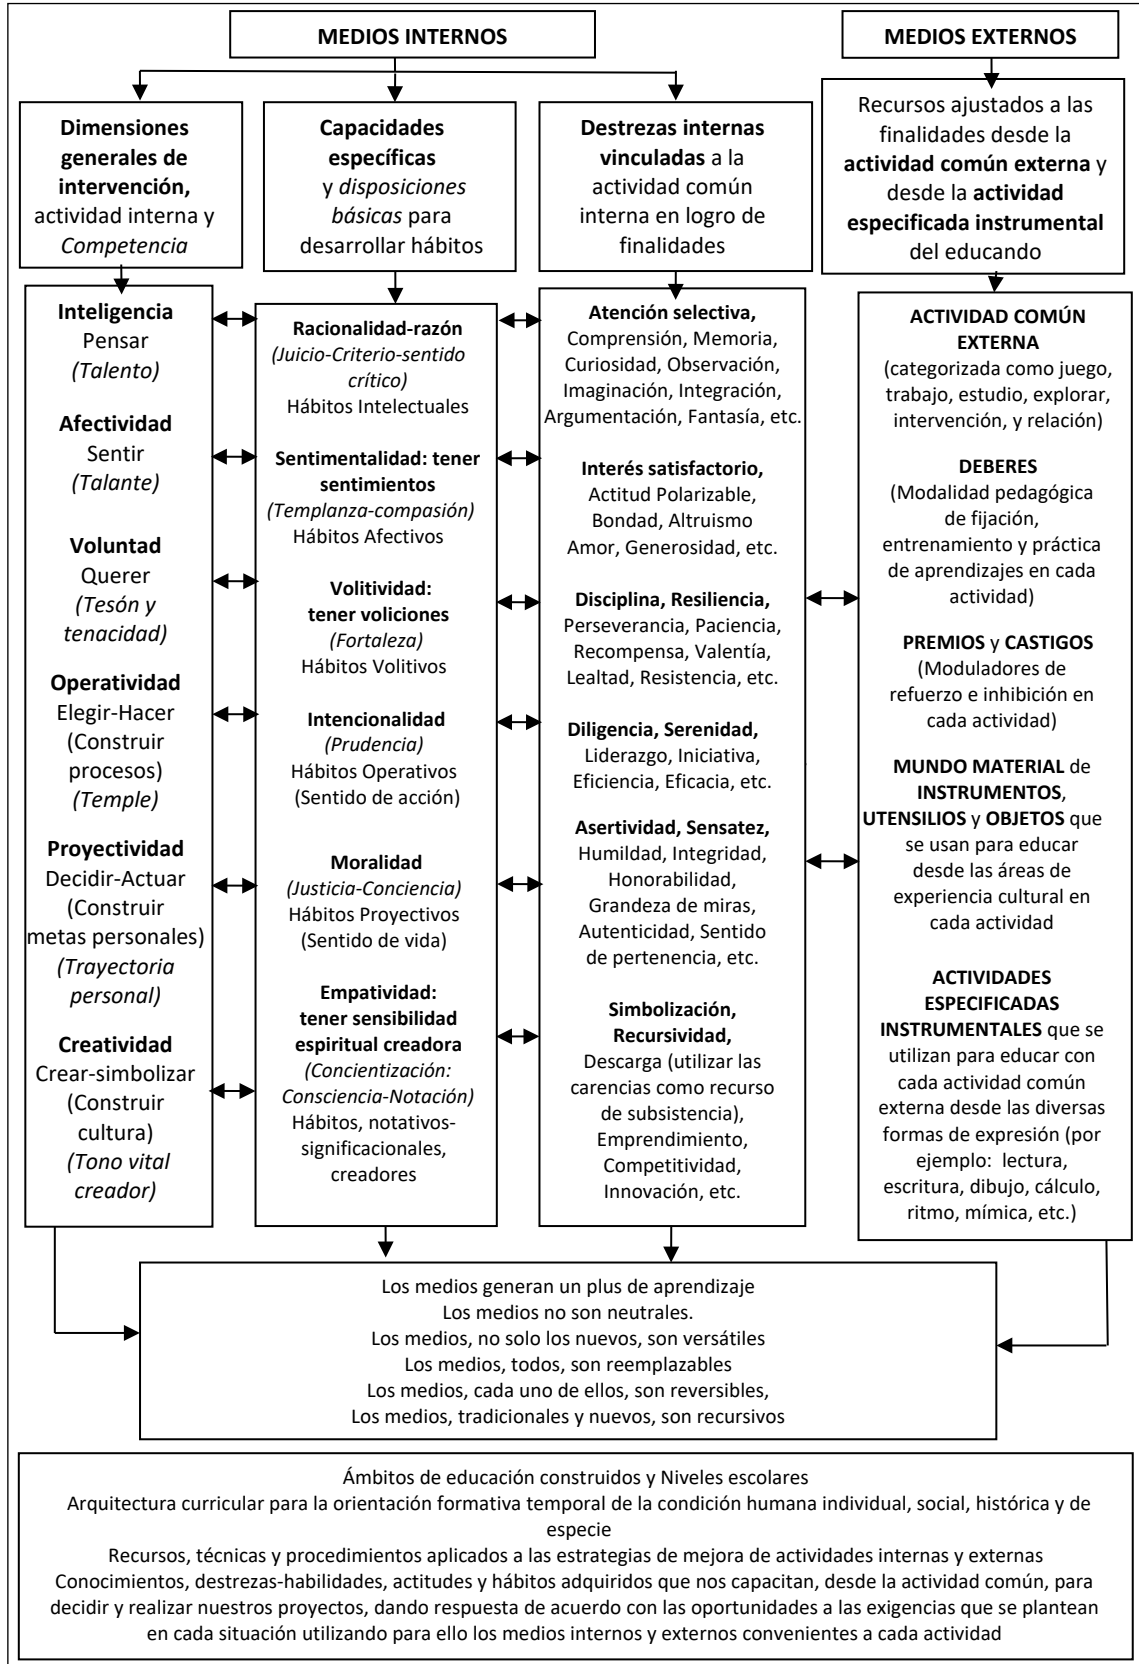 MEDIOS INTERNOS
MEDIOS EXTERNOS
Dimensiones
generales de
intervención,
actividad interna y
Competencia
Capacidades
específicas
y disposiciones
básicas para
desarrollar hábitos
Destrezas internas
vinculadas a la
actividad común
interna en logro de
finalidades
Recursos ajustados a las
finalidades desde la
actividad común externa y
desde la actividad
especificada instrumental
del educando
Inteligencia
Pensar
(Talento)
Afectividad
Sentir
(Talante)
Voluntad
Querer
(Tesón y
tenacidad)
Operatividad
Elegir-Hacer
(Construir
procesos)
(Temple)
Proyectividad
Decidir-Actuar
(Construir
metas personales)
(Trayectoria
personal)
Creatividad
Crear-simbolizar
(Construir
cultura)
(Tono vital
creador)
Racionalidad-razón
(Juicio-Criterio-sentido
crítico)
Hábitos Intelectuales
Sentimentalidad: tener
sentimientos
(Templanza-compasión)
Hábitos Afectivos
Volitividad:
tener voliciones
(Fortaleza)
Hábitos Volitivos
Intencionalidad
(Prudencia)
Hábitos Operativos
(Sentido de acción)
Moralidad
(Justicia-Conciencia)
Hábitos Proyectivos
(Sentido de vida)
Empatividad:
tener sensibilidad
espiritual creadora
(Concientización:
Consciencia-Notación)
Hábitos, notativos-
significacionales,
creadores
Atención selectiva,
Comprensión, Memoria,
Curiosidad, Observación,
Imaginación, Integración,
Argumentación, Fantasía, etc.
Interés satisfactorio,
Actitud Polarizable,
Bondad, Altruismo
Amor, Generosidad, etc.
Disciplina, Resiliencia,
Perseverancia, Paciencia,
Recompensa, Valentía,
Lealtad, Resistencia, etc.
Diligencia, Serenidad,
Liderazgo, Iniciativa,
Eficiencia, Eficacia, etc.
Asertividad, Sensatez,
Humildad, Integridad,
Honorabilidad,
Grandeza de miras,
Autenticidad, Sentido
de pertenencia, etc.
Simbolización,
Recursividad,
Descarga (utilizar las
carencias como recurso
de subsistencia),
Emprendimiento,
Competitividad,
Innovación, etc.
ACTIVIDAD COMÚN
EXTERNA
(categorizada como juego,
trabajo, estudio, explorar,
intervención, y relación)
DEBERES
(Modalidad pedagógica
de fijación,
entrenamiento y práctica
de aprendizajes en cada
actividad)
PREMIOS y CASTIGOS
(Moduladores de
refuerzo e inhibición en
cada actividad)
MUNDO MATERIAL de
INSTRUMENTOS,
UTENSILIOS y OBJETOS que
se usan para educar
desde las áreas de
experiencia cultural en
cada actividad
ACTIVIDADES
ESPECIFICADAS
INSTRUMENTALES que se
utilizan para educar con
cada actividad común
externa desde las diversas
formas de expresión (por
ejemplo: lectura,
escritura, dibujo, cálculo,
ritmo, mímica, etc.)
Los medios generan un plus de aprendizaje
Los medios no son neutrales.
Los medios, no solo los nuevos, son versátiles
Los medios, todos, son reemplazables
Los medios, cada uno de ellos, son reversibles,
Los medios, tradicionales y nuevos, son recursivos
Ámbitos de educación construidos y Niveles escolares
Arquitectura curricular para la orientación formativa temporal de la condición humana individual, social, histórica y de
especie
Recursos, técnicas y procedimientos aplicados a las estrategias de mejora de actividades internas y externas
Conocimientos, destrezas-habilidades, actitudes y hábitos adquiridos que nos capacitan, desde la actividad común, para
decidir y realizar nuestros proyectos, dando respuesta de acuerdo con las oportunidades a las exigencias que se plantean
en cada situación utilizando para ello los medios internos y externos convenientes a cada actividad